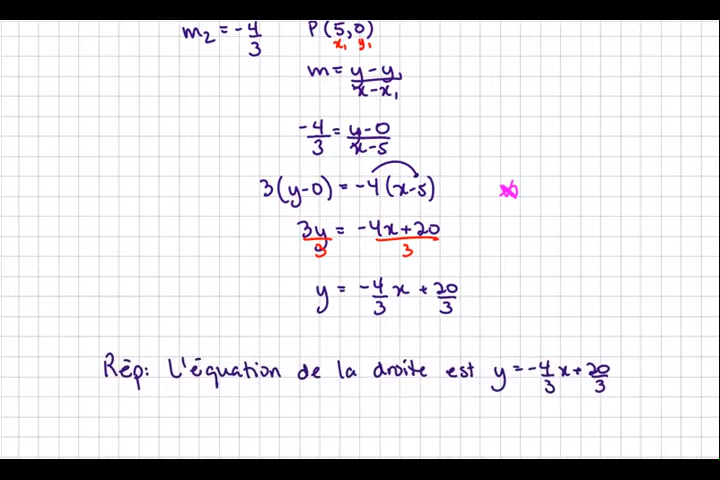 m₂ = -4/3 P(5,0)
x₁ y₁
m = y - y₁ / x - x₁
-4/3 = y-0 / x-5
3(y-0) = -4(x-5)
3y/3 = -4x+20/3
y = -4/3 x + 20/3
Rép: L'équation de la droite est y = -4/3 x + 20/3